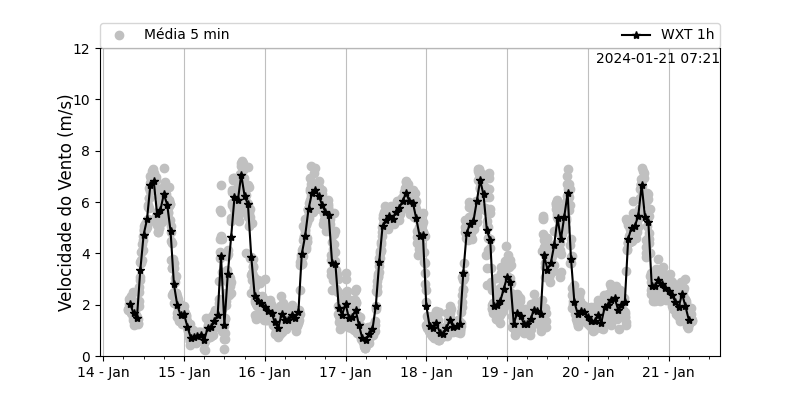 Média 5 min
WXT 1h
2024-01-21 07:21
Velocidade do Vento (m/s)
12
10
8
6
4
2
0
14 - Jan 15 - Jan 16 - Jan 17 - Jan 18 - Jan 19 - Jan 20 - Jan 21 - Jan